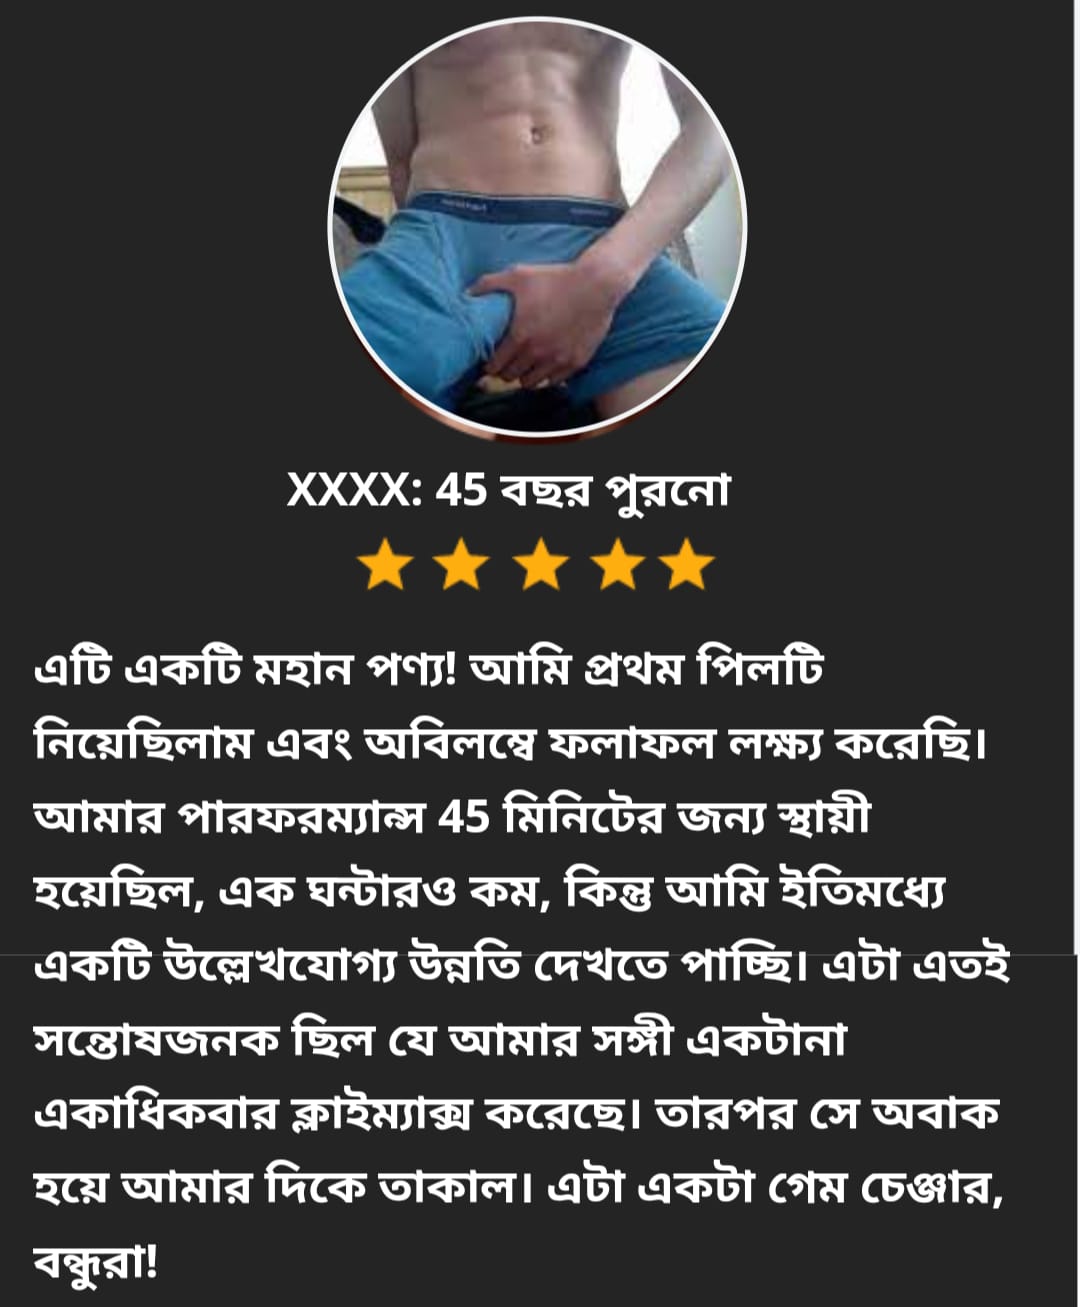 XXXX: 45 বছর পুরনো
এটি একটি মহান পণ্য! আমি প্রথম পিলটি
নিয়েছিলাম এবং অবিলম্বে ফলাফল লক্ষ্য করেছি।
আমার পারফরম্যান্স 45 মিনিটের জন্য স্থায়ী
হয়েছিল, এক ঘন্টারও কম, কিন্তু আমি ইতিমধ্যে
একটি উল্লেখযোগ্য উন্নতি দেখতে পাচ্ছি। এটা এতই
সন্তোষজনক ছিল যে আমার সঙ্গী একটানা
একাধিকবার ক্লাইম্যাক্স করেছে। তারপর সে অবাক
হয়ে আমার দিকে তাকাল। এটা একটা গেম চেঞ্জার,
বন্ধুরা!